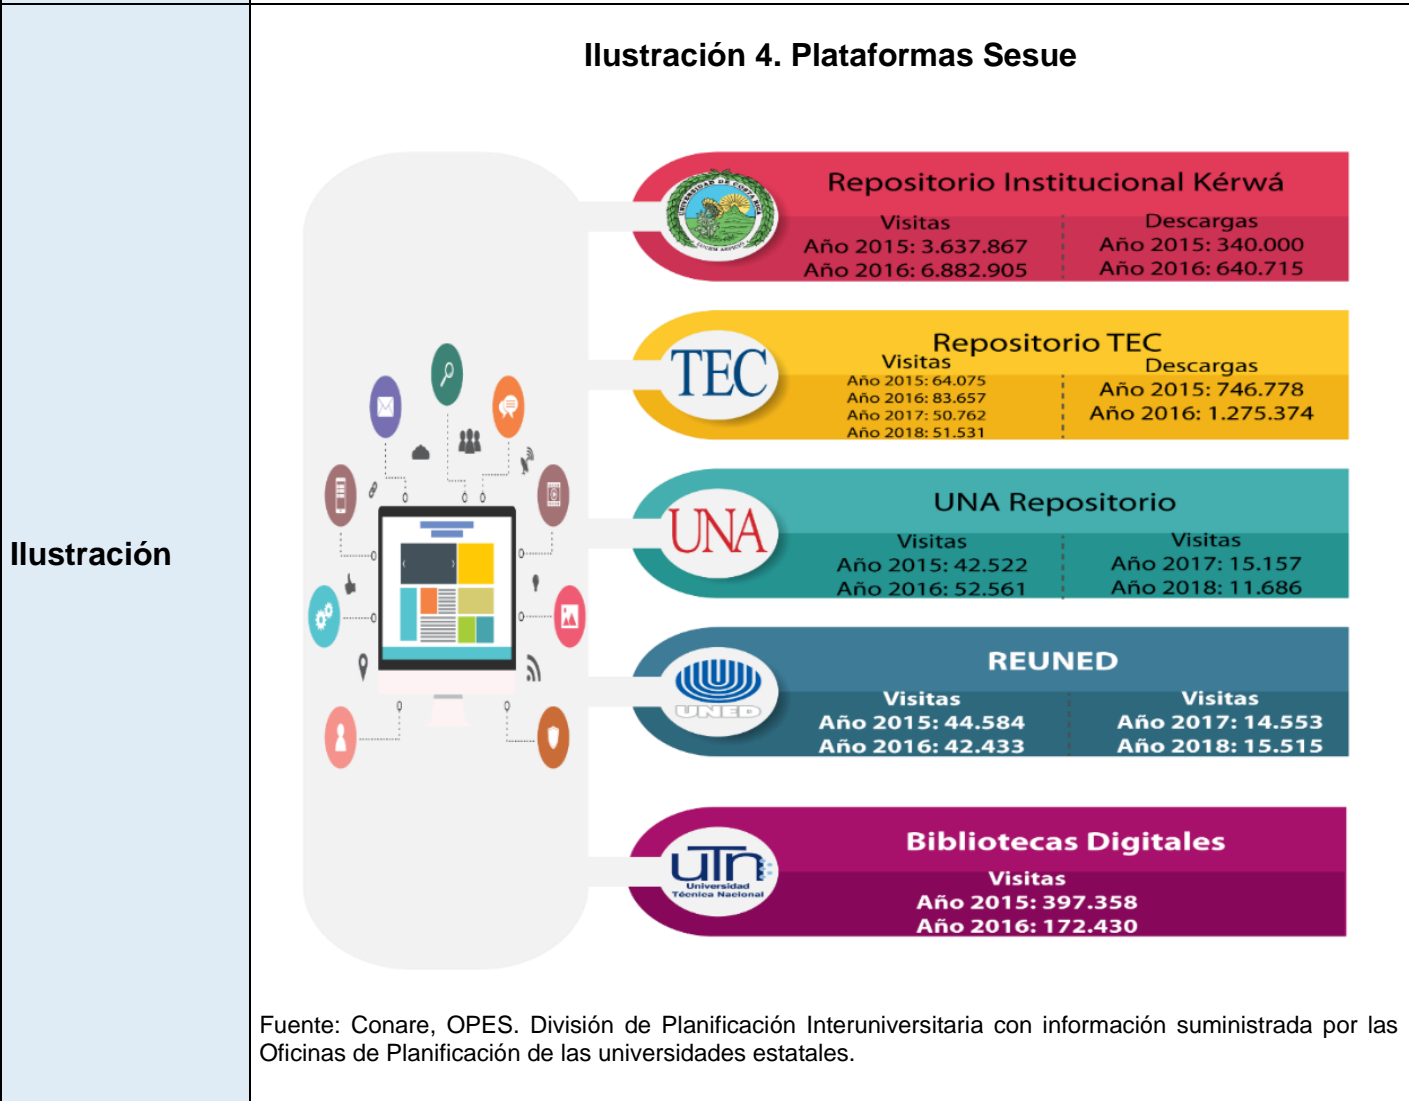 Ilustración 4. Plataformas Sesue
Repositorio Institucional Kérwá
Visitas
Año 2015: 3.637.867
Año 2016: 6.882.905
Descargas
Año 2015: 340.000
Año 2016: 640.715
UNIVERSIDAD DE COSTA RICA
LUCEM ASPICIO
TEC
Repositorio TEC
Visitas
Año 2015: 64.075
Año 2016: 83.657
Año 2017: 50.762
Año 2018: 51.531
Descargas
Año 2015: 746.778
Año 2016: 1.275.374
UNA
UNA Repositorio
Visitas
Año 2015: 42.522
Año 2016: 52.561
Visitas
Año 2017: 15.157
Año 2018: 11.686
Ilustración
UNED
REUNED
Visitas
Año 2015: 44.584
Año 2016: 42.433
Visitas
Año 2017: 14.553
Año 2018: 15.515
utn
Universidad
Técnica Nacional
Bibliotecas Digitales
Visitas
Año 2015: 397.358
Año 2016: 172.430
Fuente: Conare, OPES. División de Planificación Interuniversitaria con información suministrada por las
Oficinas de Planificación de las universidades estatales.